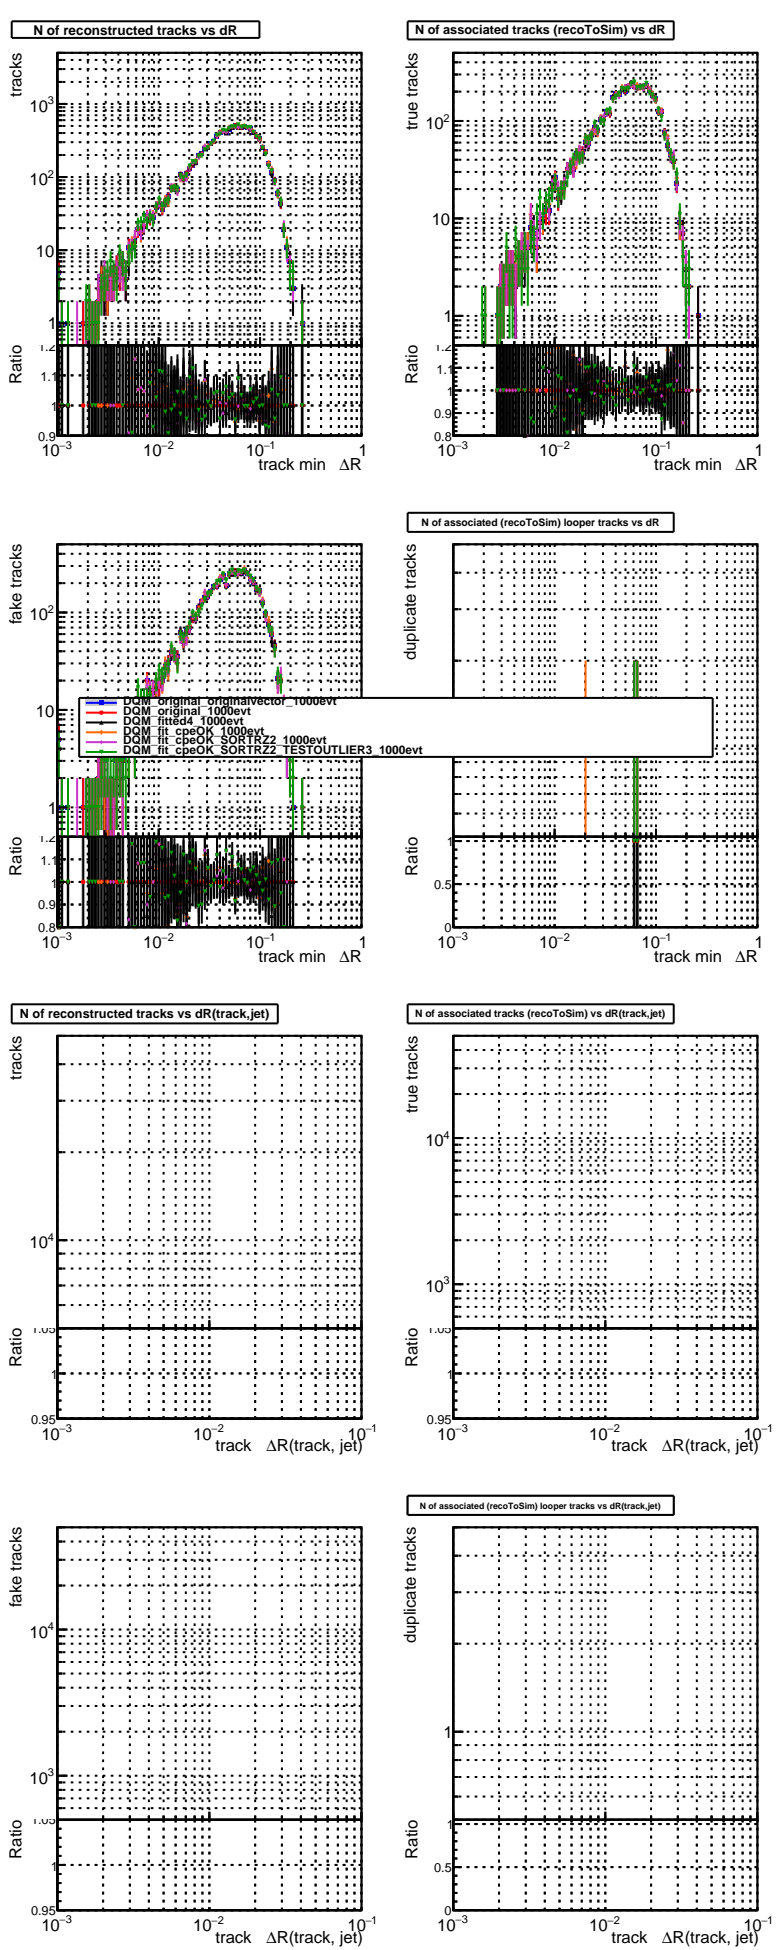 N of reconstructed tracks vs dR
tracks
10³
10²
10
1
Ratio
1.2
1.1
1
0.9
10⁻³ 10⁻² 10⁻¹ 1
track min ΔR
N of associated tracks (recoToSim) vs dR
true tracks
10²
10
1
Ratio
1.2
1.1
1
0.9
0.8
10⁻³ 10⁻² 10⁻¹ 1
track min ΔR
fake tracks
10²
10
1
Ratio
1.2
1.1
1
0.9
0.8
10⁻³ 10⁻² 10⁻¹ 1
track min ΔR
N of associated (recoToSim) looper tracks vs dR
duplicate tracks
Ratio
1
0.5
0
10⁻³ 10⁻² 10⁻¹ 1
track min ΔR
DQM_original_originalvector_1000evt
DQM_original_1000evt
DQM_fitted4_1000evt
DQM_fit_cpeOK_1000evt
DQM_fit_cpeOK_SORTRZ2_1000evt
DQM_fit_cpeOK_SORTRZ2_TESTOUTLIER3_1000evt
N of reconstructed tracks vs dR(track,jet)
tracks
10⁴
Ratio
1.05
1
0.95
10⁻³ 10⁻² 10⁻¹
track ΔR(track, jet)
N of associated tracks (recoToSim) vs dR(track,jet)
true tracks
10⁴
10³
Ratio
1.05
1
0.95
10⁻³ 10⁻² 10⁻¹
track ΔR(track, jet)
fake tracks
10⁴
10³
Ratio
1.05
1
0.95
10⁻³ 10⁻² 10⁻¹
track ΔR(track, jet)
N of associated (recoToSim) looper tracks vs dR(track,jet)
duplicate tracks
1
Ratio
1
0.5
0
10⁻³ 10⁻² 10⁻¹
track ΔR(track, jet)